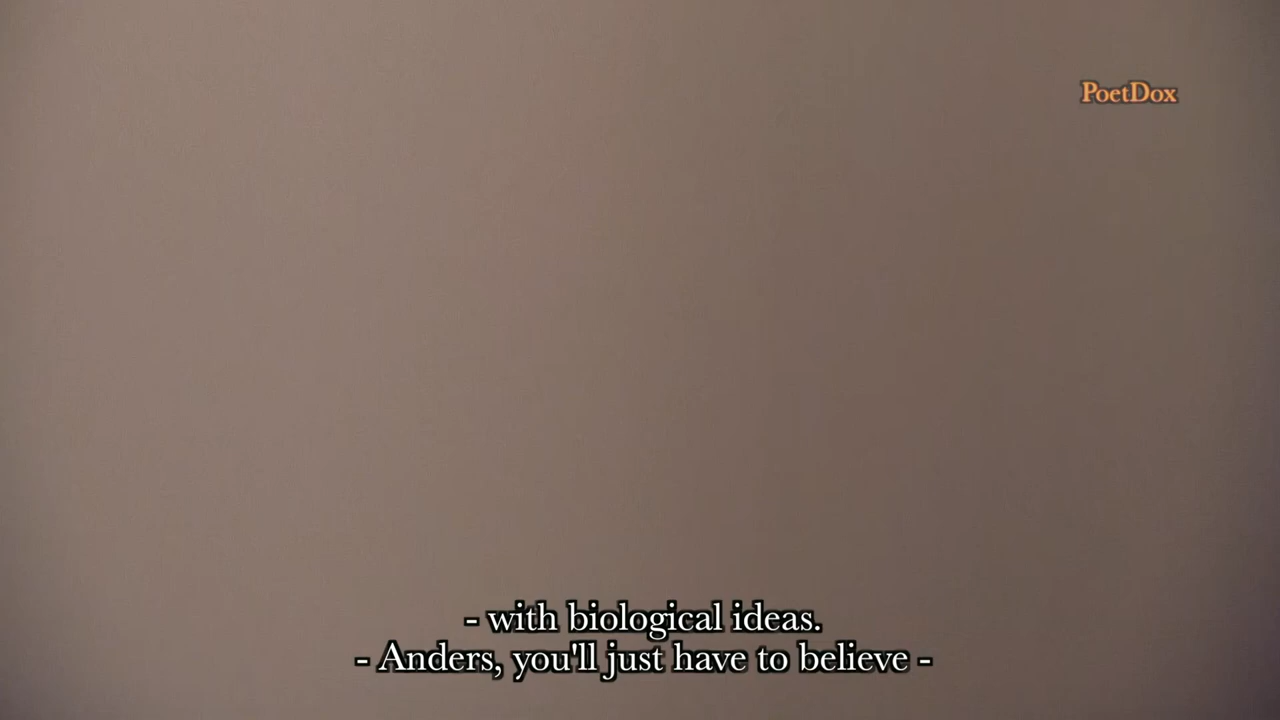 PoetDox
- with biological ideas.
- Anders, you'll just have to believe -